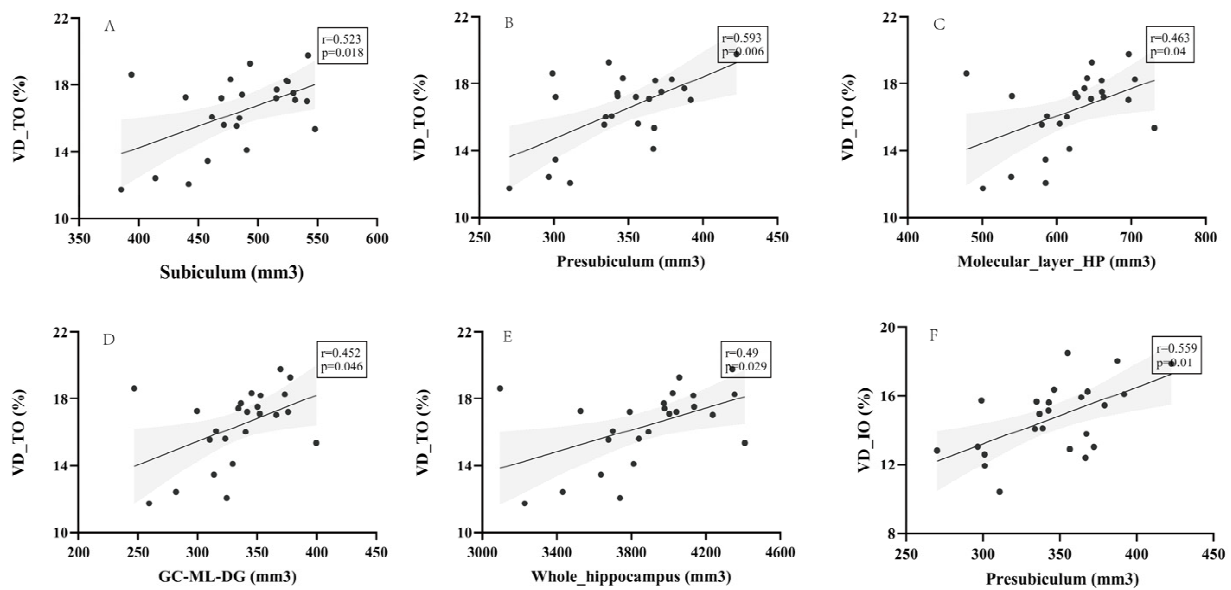 A
r=0.523
p=0.018
VD_TO (%)
22
18
14
10
350
400
450
500
550
600
Subiculum (mm3)
B
r=0.593
p=0.006
VD_TO (%)
22
18
14
10
250
300
350
400
450
Presubiculum (mm3)
C
r=0.463
p=0.04
VD_TO (%)
22
18
14
10
400
500
600
700
800
Molecular_layer_HP (mm3)
D
r=0.452
p=0.046
VD_TO (%)
22
18
14
10
200
250
300
350
400
450
GC-ML-DG (mm3)
E
r=0.49
p=0.029
VD_TO (%)
22
18
14
10
3000
3400
3800
4200
4600
Whole_hippocampus (mm3)
F
r=0.559
p=0.01
VD_IO (%)
20
16
12
8
250
300
350
400
450
Presubiculum (mm3)